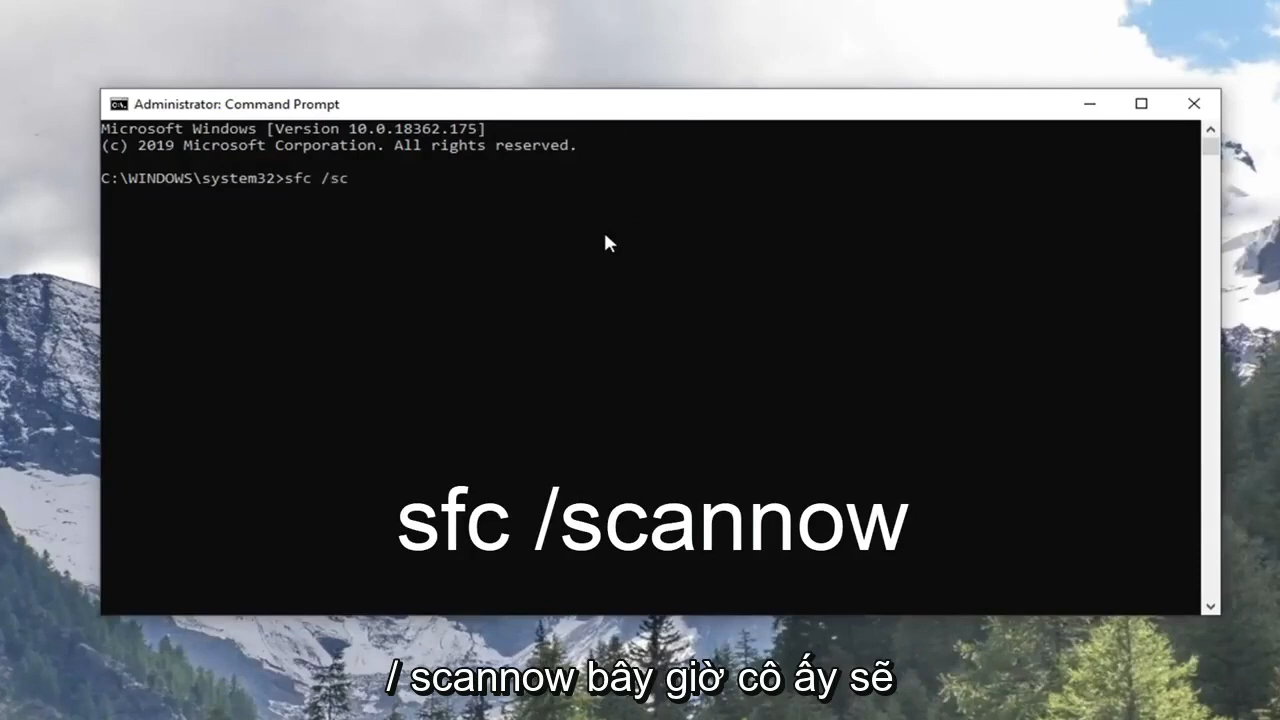 Administrator: Command Prompt
Microsoft Windows [Version 10.0.18362.175]
(c) 2019 Microsoft Corporation. All rights reserved.
C:\WINDOWS\system32>sfc /sc
sfc /scannow
/ scannow bây giờ cô ấy sẽ